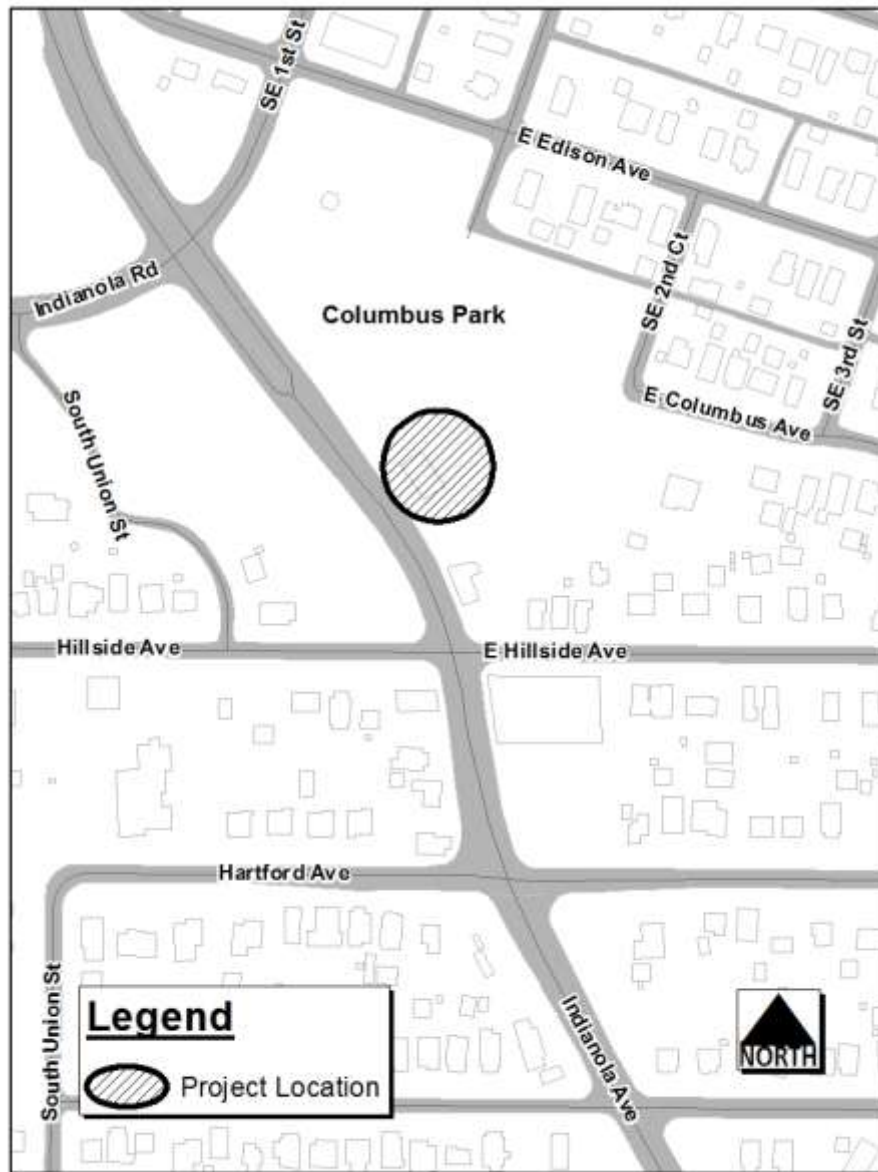 SE 1st St
E Edison Ave
SE 2nd Ct
Indianola Rd
Columbus Park
SE 3rd St
E Columbus Ave
South Union St
Hillside Ave
E Hillside Ave
Hartford Ave
South Union St
Indianola Ave
Legend
Project Location
NORTH